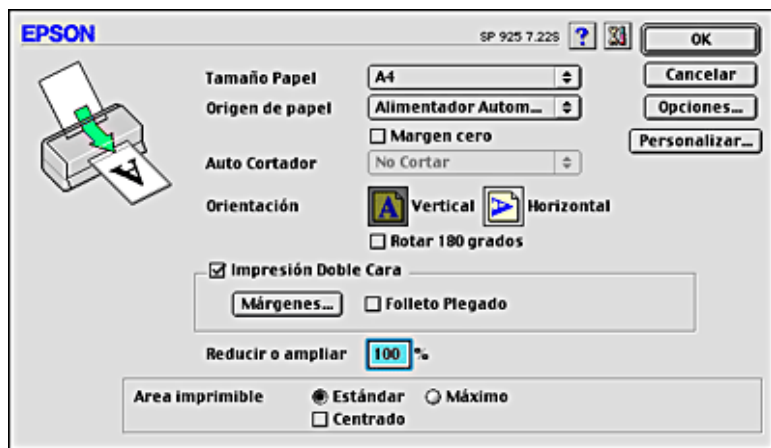 EPSON
SP 925 7.22S
?
OK
Tamaño Papel
A4
Cancelar
Origen de papel
Alimentador Autom...
Opciones...
Margen cero
Personalizar...
Auto Cortador
No Cortar
Orientación
A Vertical A Horizontal
Rotar 180 grados
Impresión Doble Cara
Márgenes...
Folleto Plegado
Reducir o ampliar
100 %
Area imprimible
Estándar
Máximo
Centrado
A